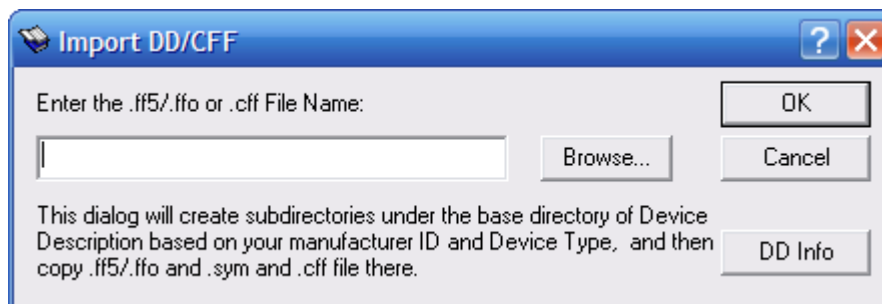 Import DD/CFF
?
Enter the .ff5/.ffo or .cff File Name:
OK
Browse...
Cancel
This dialog will create subdirectories under the base directory of Device
Description based on your manufacturer ID and Device Type,  and then
copy .ff5/.ffo and .sym and .cff file there.
DD Info